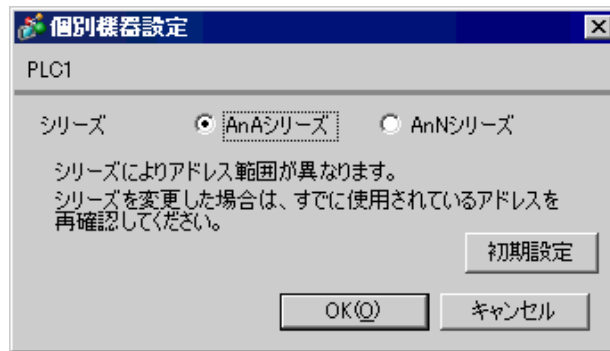 個別機器設定
PLC1
シリーズ AnAシリーズ AnNシリーズ
シリーズによりアドレス範囲が異なります。
シリーズを変更した場合は、すでに使用されているアドレスを
再確認してください。
初期設定
OK(O) キャンセル